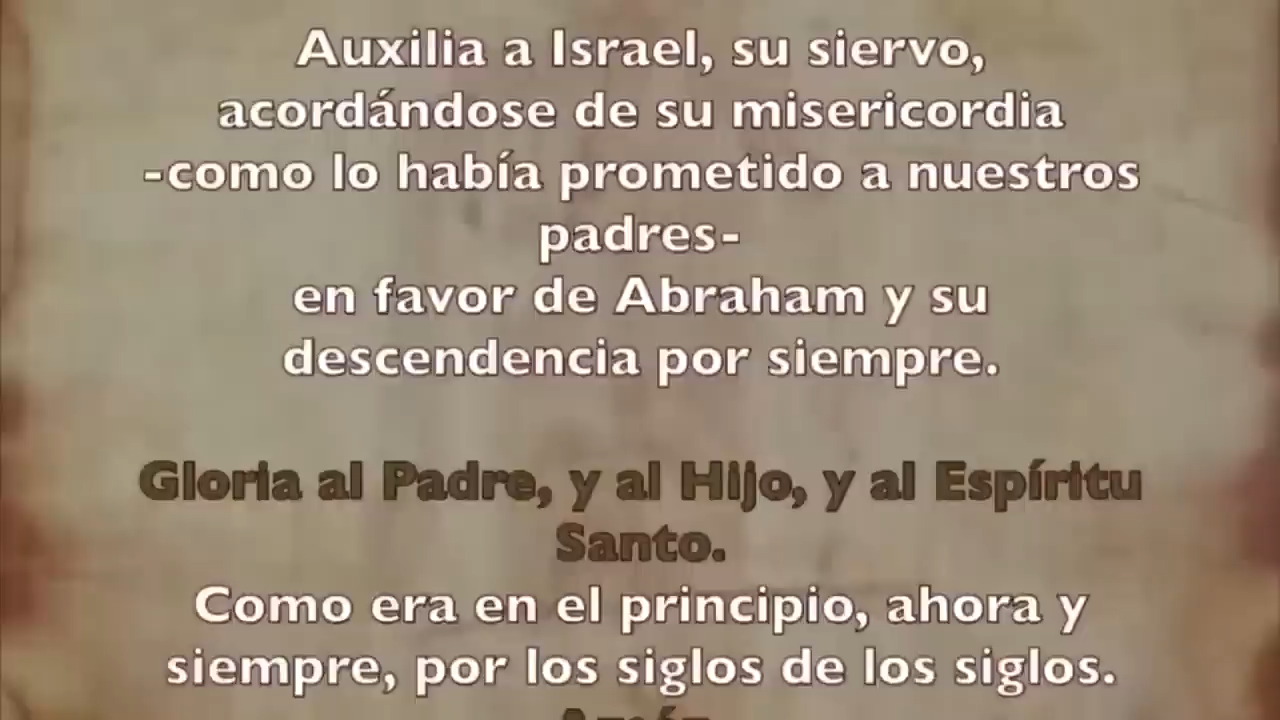 Auxilia a Israel, su siervo,
acordándose de su misericordia
-como lo había prometido a nuestros
padres-
en favor de Abraham y su
descendencia por siempre.
Gloria al Padre, y al Hijo, y al Espíritu
Santo.
Como era en el principio, ahora y
siempre, por los siglos de los siglos.